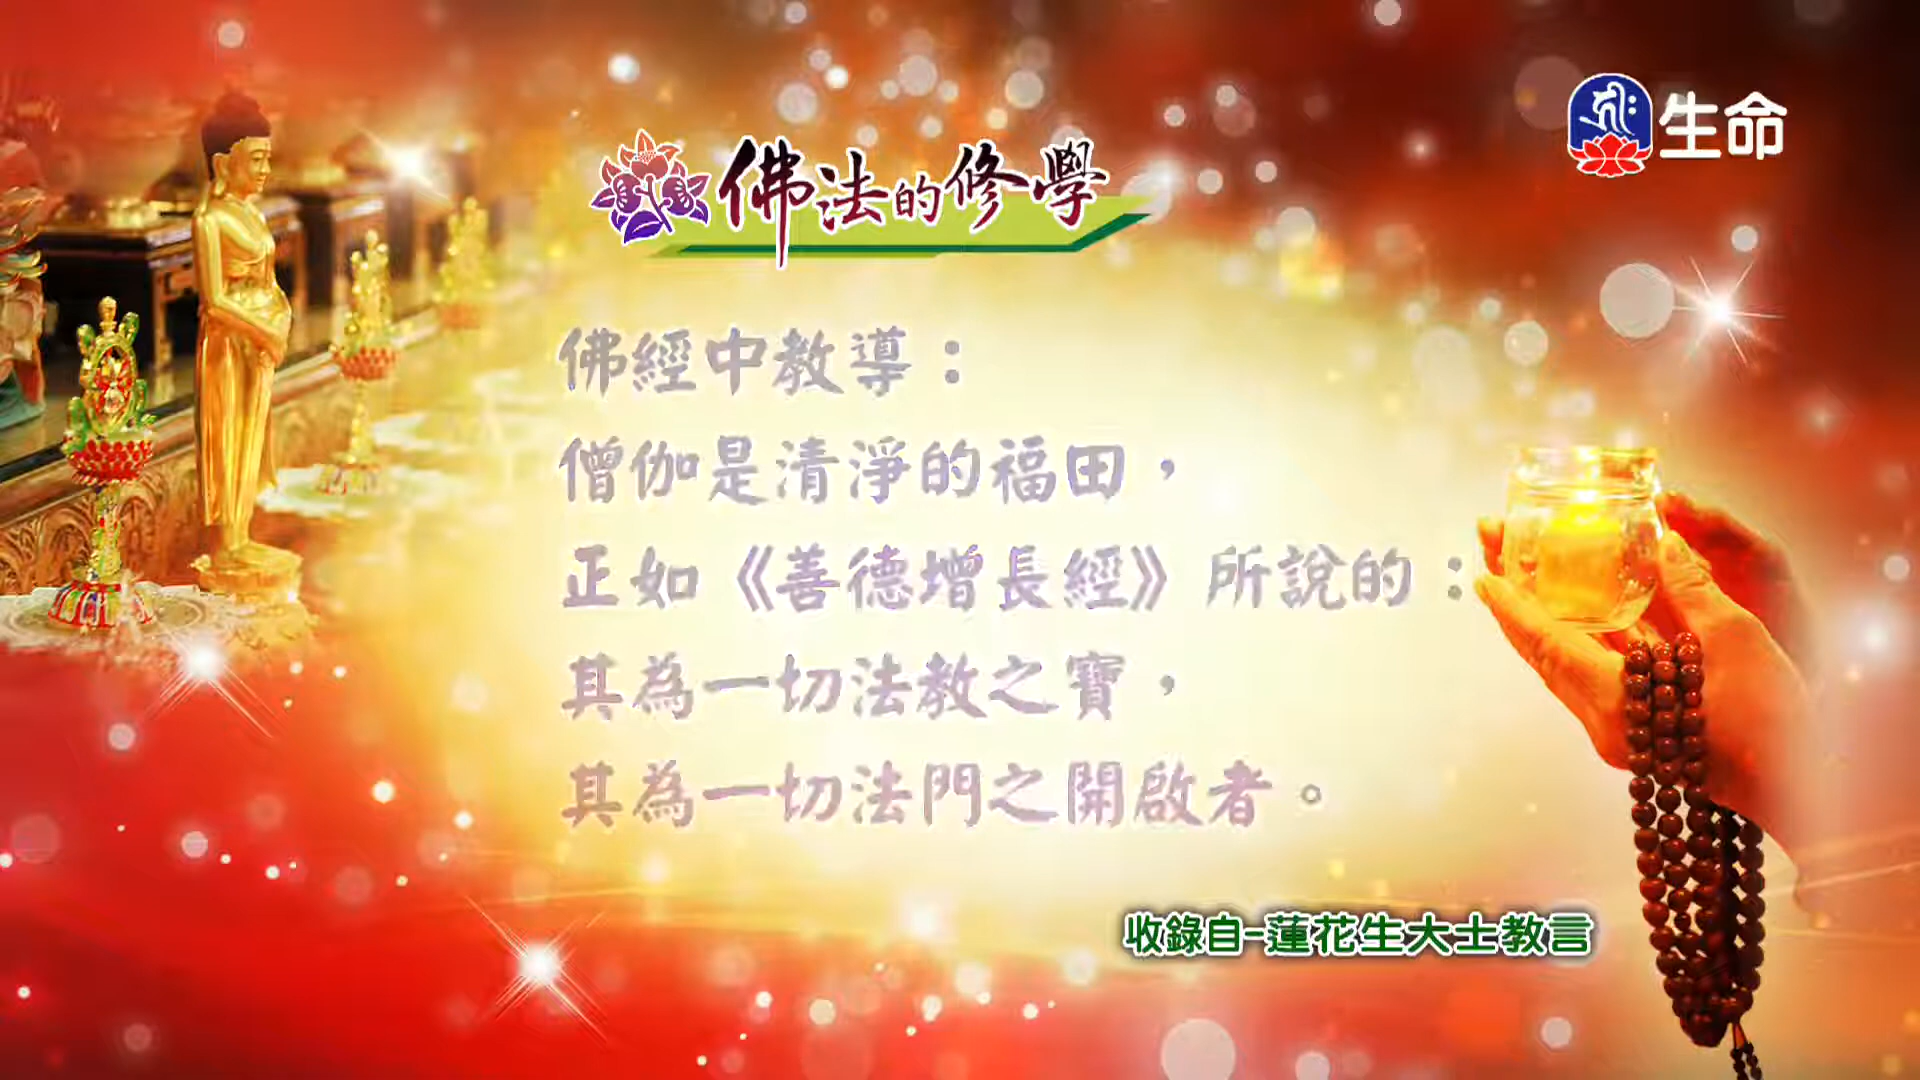 生命
佛法的修學
佛經中教導：
僧伽是清淨的福田，
正如《善德增長經》所說的：
其為一切法教之寶，
其為一切法門之開啟者。
收錄自-蓮花生大士教言